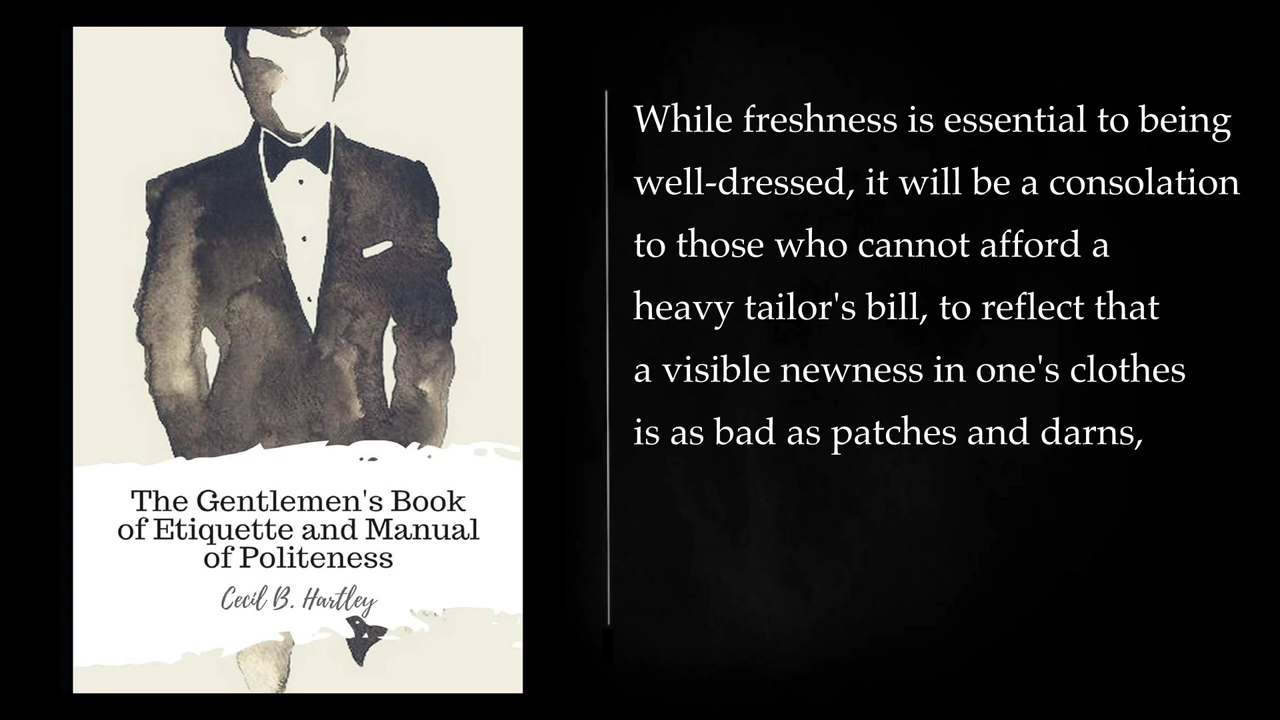 The Gentlemen's Book
of Etiquette and Manual
of Politeness
Cecil B. Hartley
While freshness is essential to being
well-dressed, it will be a consolation
to those who cannot afford a
heavy tailor's bill, to reflect that
a visible newness in one's clothes
is as bad as patches and darns,